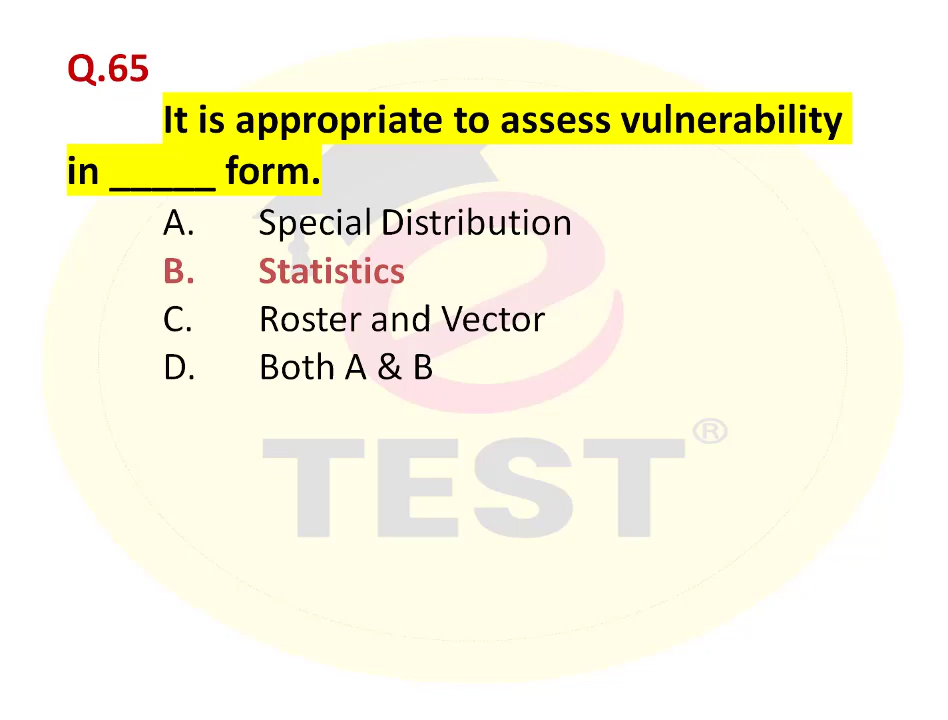 Q.65
It is appropriate to assess vulnerability
in _____ form.
A. Special Distribution
B. Statistics
C. Roster and Vector
D. Both A & B
e
TEST®